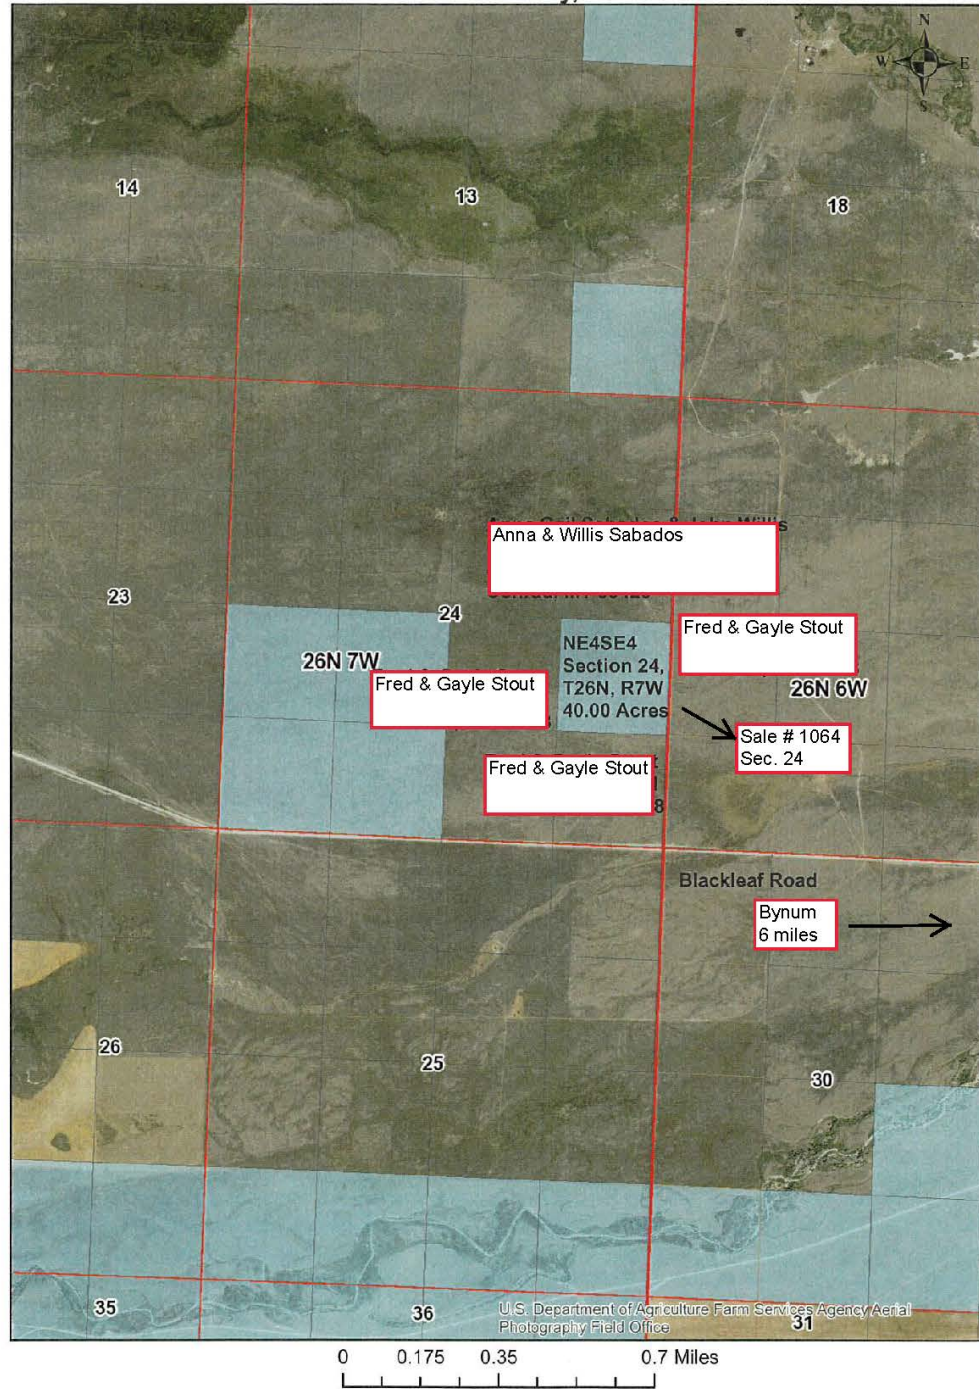 N
W E
S
14
13
18
Anna & Willis Sabados
23
24
Fred & Gayle Stout
NE4SE4
Section 24,
T26N, R7W
40.00 Acres
26N 7W
Fred & Gayle Stout
26N 6W
Sale # 1064
Sec. 24
Fred & Gayle Stout
Blackleaf Road
Bynum
6 miles
26
25
30
35
36
31
U.S. Department of Agriculture Farm Services Agency Aerial
Photography Field Office
0 0.175 0.35 0.7 Miles